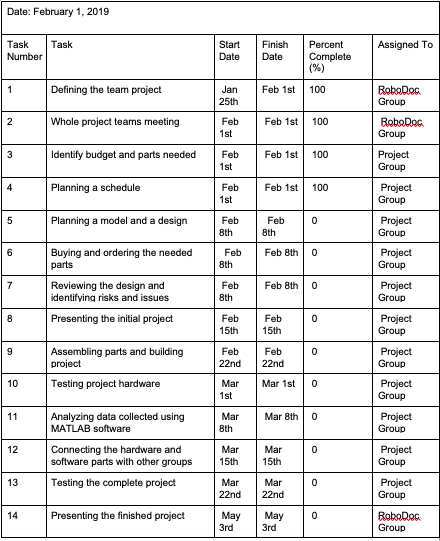 Date: February 1, 2019
Task Number Task Start Date Finish Date Percent Complete (%) Assigned To
1 Defining the team project Jan 25th Feb 1st 100 RoboDoc Group
2 Whole project teams meeting Feb 1st Feb 1st 100 RoboDoc Group
3 Identify budget and parts needed Feb 1st Feb 1st 100 Project Group
4 Planning a schedule Feb 1st Feb 1st 100 Project Group
5 Planning a model and a design Feb 8th Feb 8th 0 Project Group
6 Buying and ordering the needed parts Feb 8th Feb 8th 0 Project Group
7 Reviewing the design and identifying risks and issues Feb 8th Feb 8th 0 Project Group
8 Presenting the initial project Feb 15th Feb 15th 0 Project Group
9 Assembling parts and building project Feb 22nd Feb 22nd 0 Project Group
10 Testing project hardware Mar 1st Mar 1st 0 Project Group
11 Analyzing data collected using MATLAB software Mar 8th Mar 8th 0 Project Group
12 Connecting the hardware and software parts with other groups Mar 15th Mar 15th 0 Project Group
13 Testing the complete project Mar 22nd Mar 22nd 0 Project Group
14 Presenting the finished project May 3rd May 3rd 0 RoboDoc Group